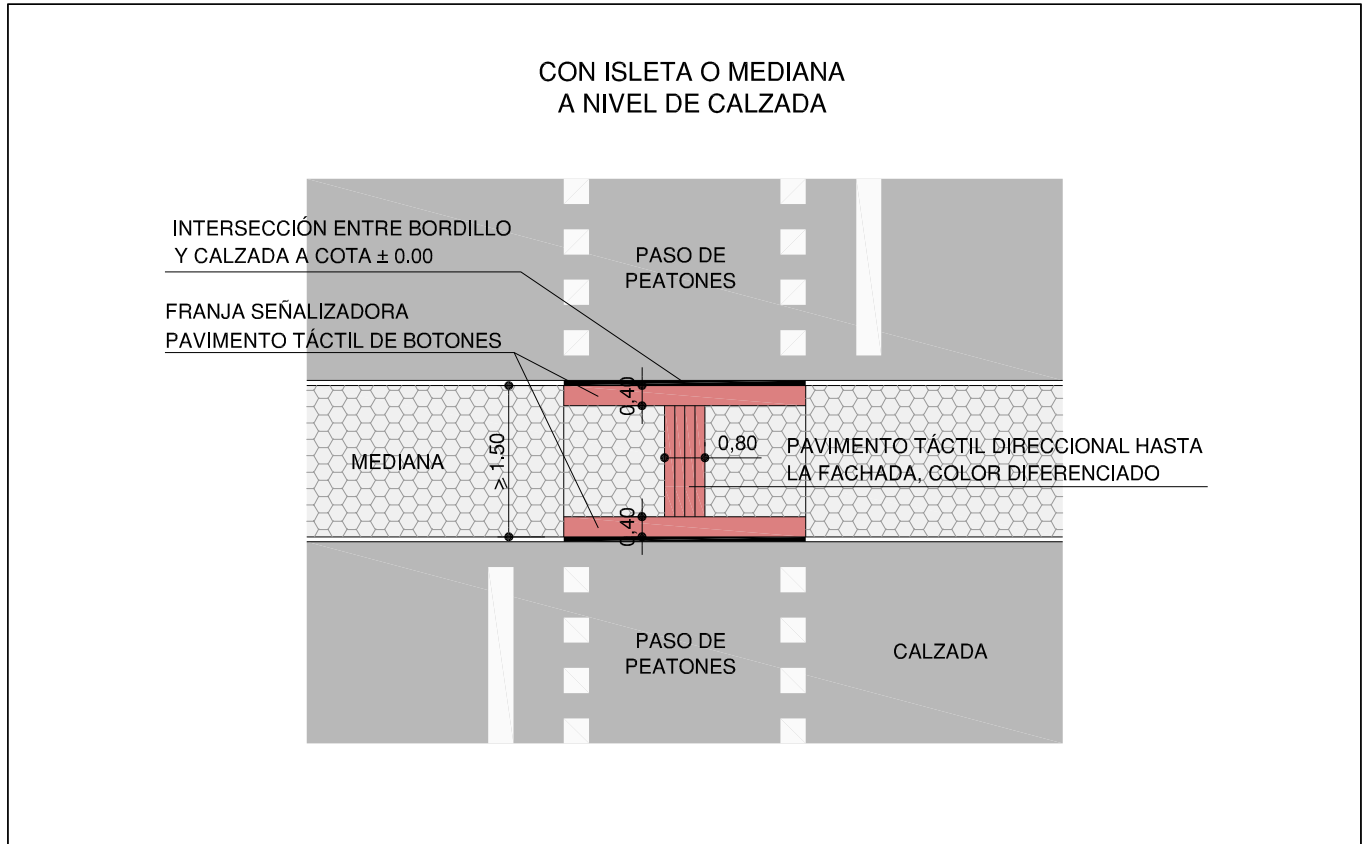 CON ISLETA O MEDIANA
A NIVEL DE CALZADA
INTERSECCIÓN ENTRE BORDILLO
Y CALZADA A COTA ± 0.00
PASO DE
PEATONES
FRANJA SEÑALIZADORA
PAVIMENTO TÁCTIL DE BOTONES
0,40
MEDIANA
≥ 1.50
0,80
PAVIMENTO TÁCTIL DIRECCIONAL HASTA
LA FACHADA, COLOR DIFERENCIADO
0,40
PASO DE
PEATONES
CALZADA